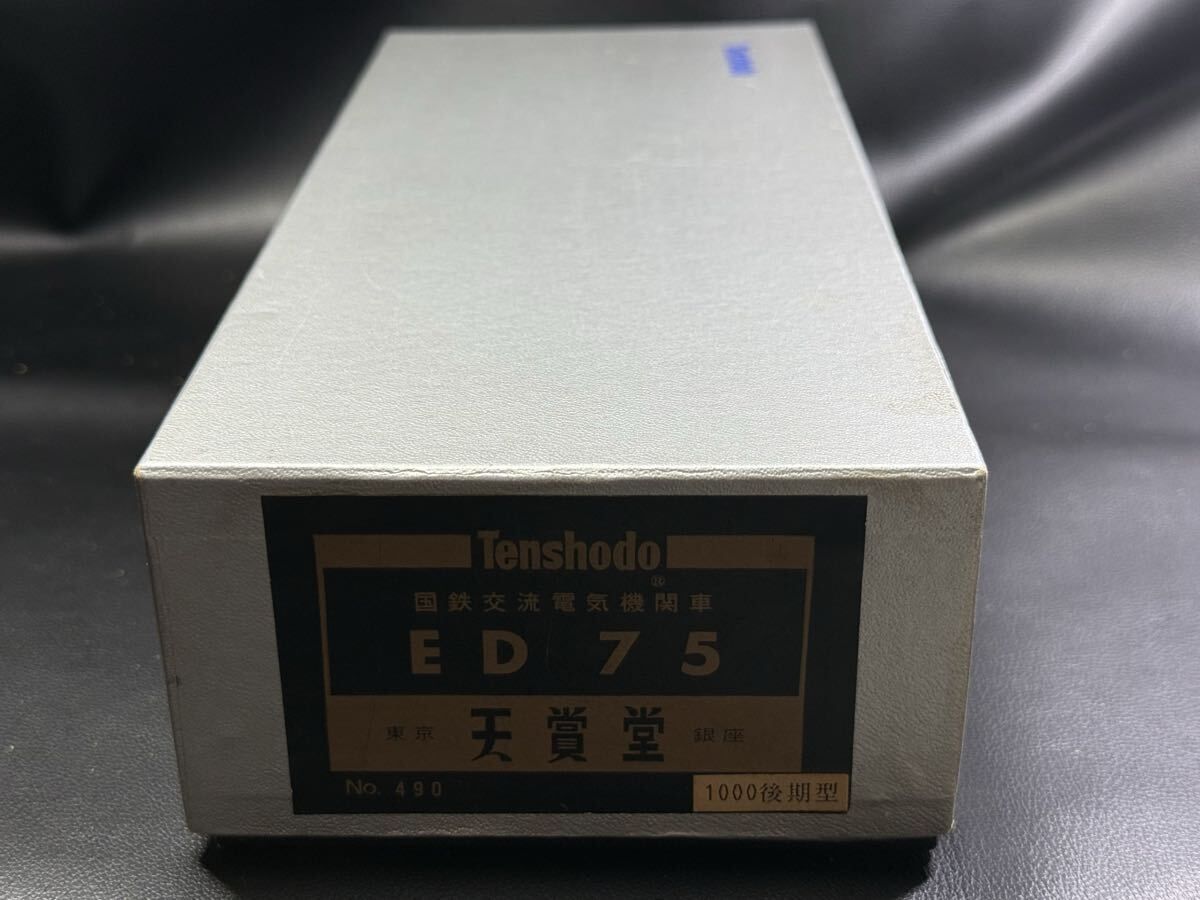 Tenshodo
®
国鉄交流電気機関車
ED 75
東京 天賞堂 銀座
No. 490
1000後期型